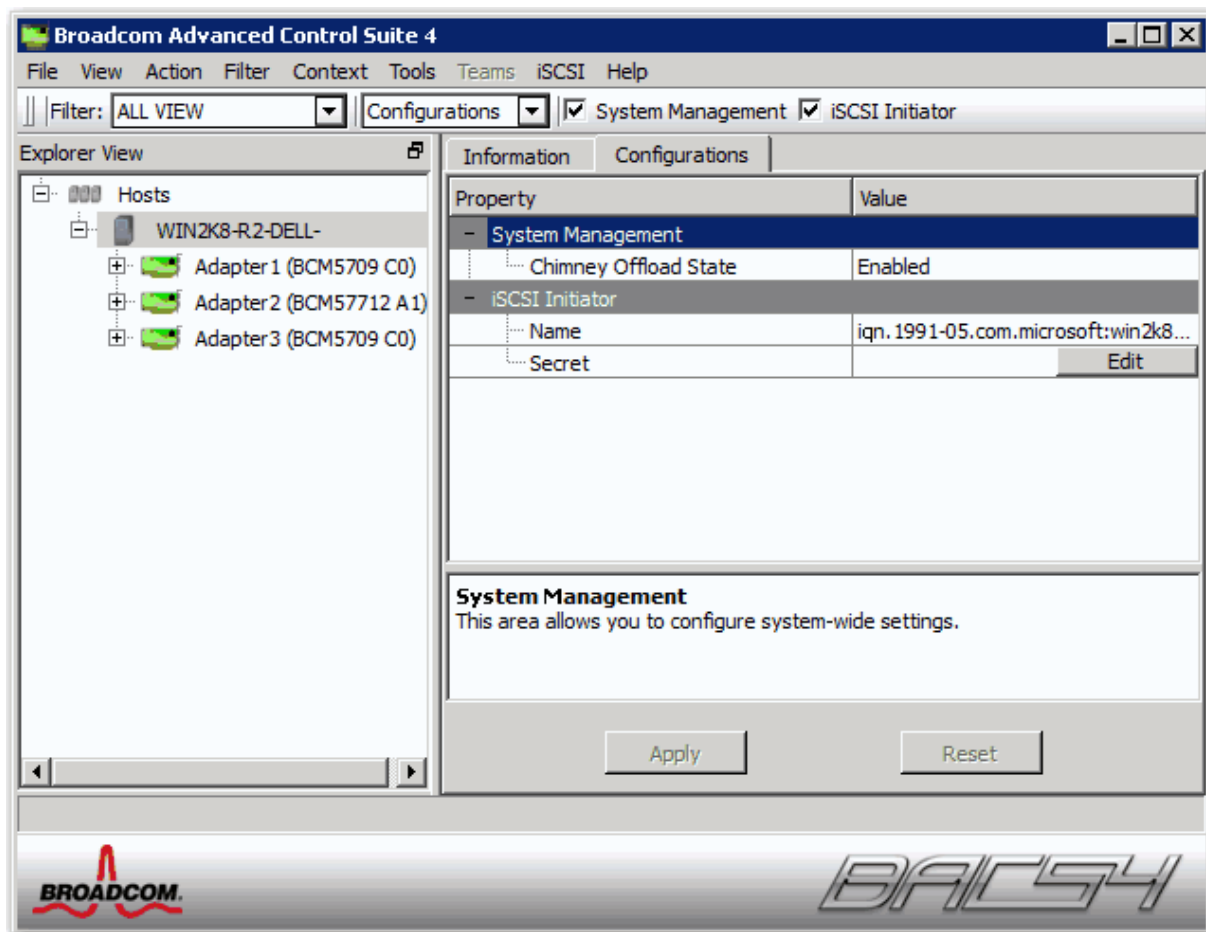 Broadcom Advanced Control Suite 4
File View Action Filter Context Tools Teams iSCSI Help
Filter: ALL VIEW Configurations System Management iSCSI Initiator
Explorer View
Hosts
WIN2K8-R2-DELL-
Adapter1 (BCM5709 C0)
Adapter2 (BCM57712 A1)
Adapter3 (BCM5709 C0)
Information Configurations
Property Value
System Management
Chimney Offload State Enabled
iSCSI Initiator
Name iqn.1991-05.com.microsoft:win2k8...
Secret Edit
System Management
This area allows you to configure system-wide settings.
Apply Reset
BROADCOM.
BACS4